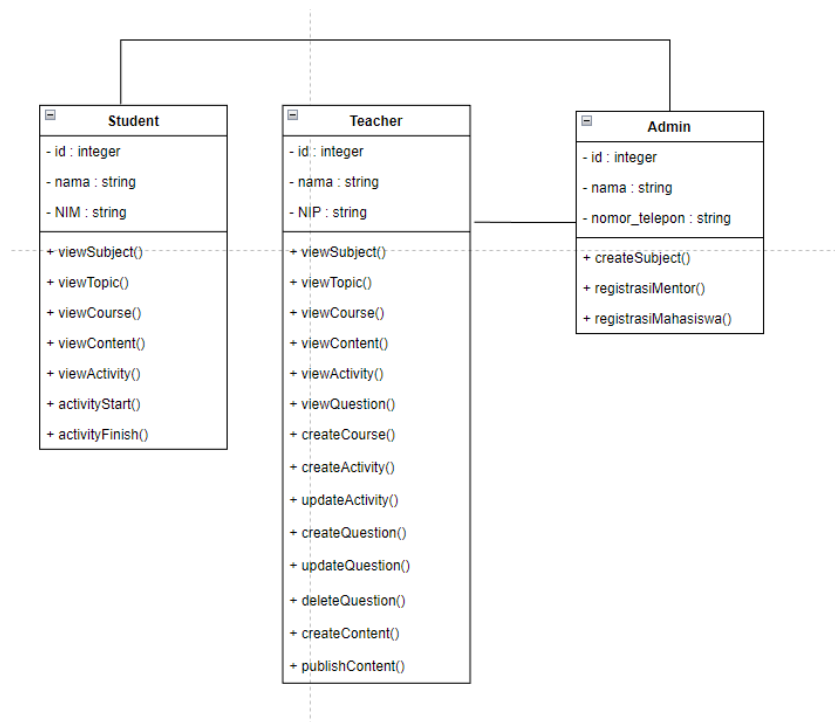 Student
- id : integer
- nama : string
- NIM : string
+ viewSubject()
+ viewTopic()
+ viewCourse()
+ viewContent()
+ viewActivity()
+ activityStart()
+ activityFinish()
Teacher
- id : integer
- nama : string
- NIP : string
+ viewSubject()
+ viewTopic()
+ viewCourse()
+ viewContent()
+ viewActivity()
+ viewQuestion()
+ createCourse()
+ createActivity()
+ updateActivity()
+ createQuestion()
+ updateQuestion()
+ deleteQuestion()
+ createContent()
+ publishContent()
Admin
- id : integer
- nama : string
- nomor_telepon : string
+ createSubject()
+ registrasiMentor()
+ registrasiMahasiswa()